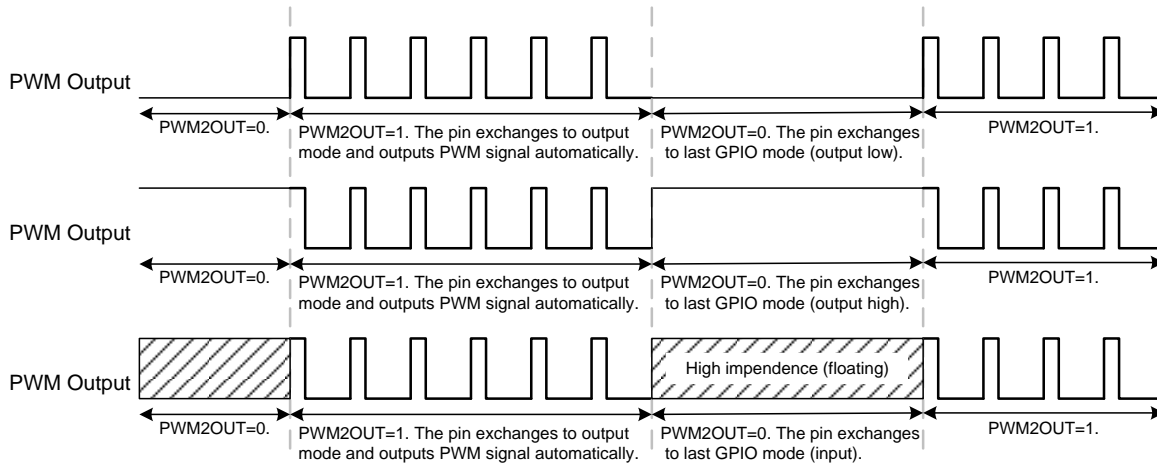 PWM Output
PWM2OUT=0.
PWM2OUT=1. The pin exchanges to output
mode and outputs PWM signal automatically.
PWM2OUT=0. The pin exchanges
to last GPIO mode (output low).
PWM2OUT=1.
PWM Output
PWM2OUT=0.
PWM2OUT=1. The pin exchanges to output
mode and outputs PWM signal automatically.
PWM2OUT=0. The pin exchanges
to last GPIO mode (output high).
PWM2OUT=1.
PWM Output
High impendence (floating)
PWM2OUT=0.
PWM2OUT=1. The pin exchanges to output
mode and outputs PWM signal automatically.
PWM2OUT=0. The pin exchanges
to last GPIO mode (input).
PWM2OUT=1.